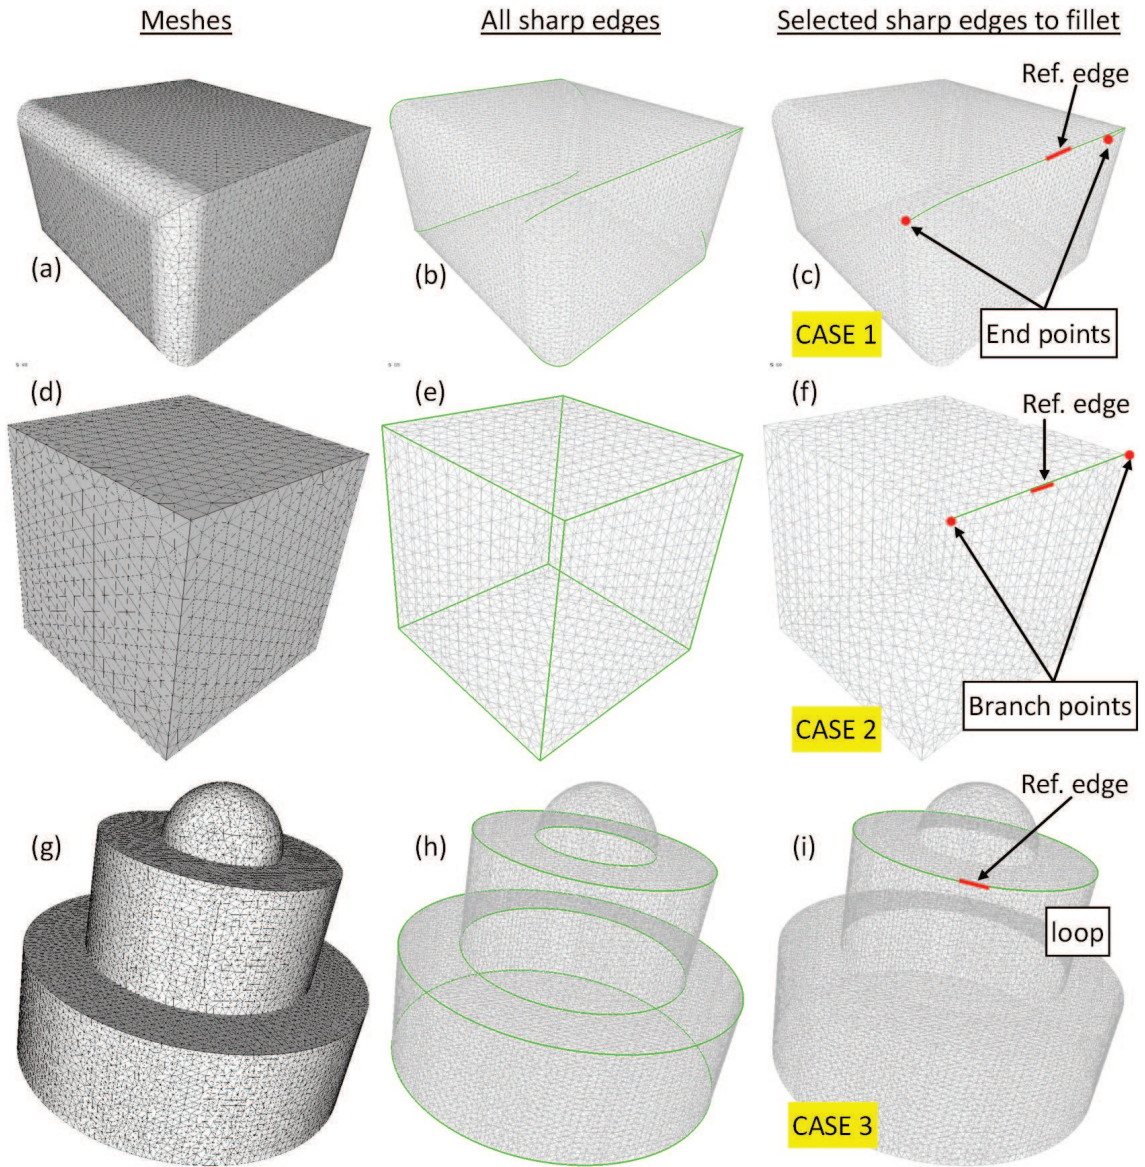 Meshes
All sharp edges
Selected sharp edges to fillet
Ref. edge
(a)
(b)
(c)
CASE 1
End points
(d)
(e)
(f)
Ref. edge
Branch points
CASE 2
Ref. edge
(g)
(h)
(i)
loop
CASE 3